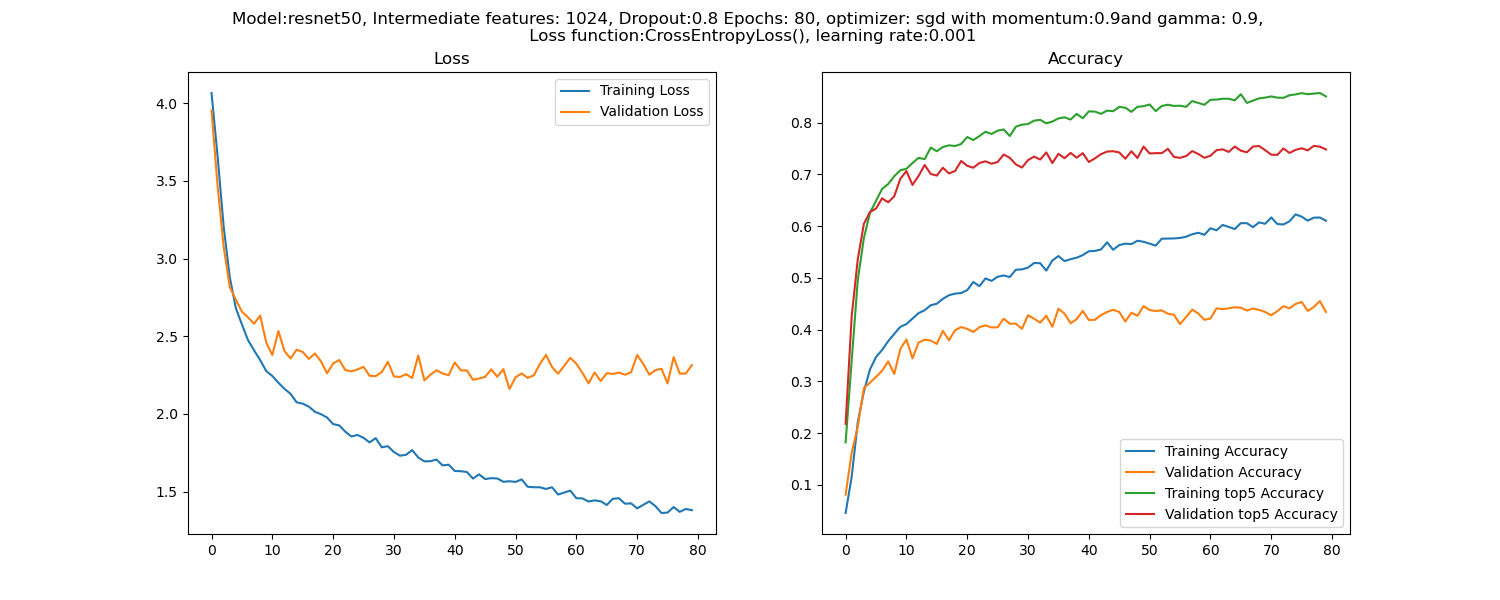 Model:resnet50, Intermediate features: 1024, Dropout:0.8 Epochs: 80, optimizer: sgd with momentum:0.9and gamma: 0.9,
Loss function:CrossEntropyLoss(), learning rate:0.001
Loss
Training Loss
Validation Loss
4.0
3.5
3.0
2.5
2.0
1.5
0 10 20 30 40 50 60 70 80
Accuracy
0.8
0.7
0.6
0.5
0.4
0.3
0.2
0.1
Training Accuracy
Validation Accuracy
Training top5 Accuracy
Validation top5 Accuracy
0 10 20 30 40 50 60 70 80